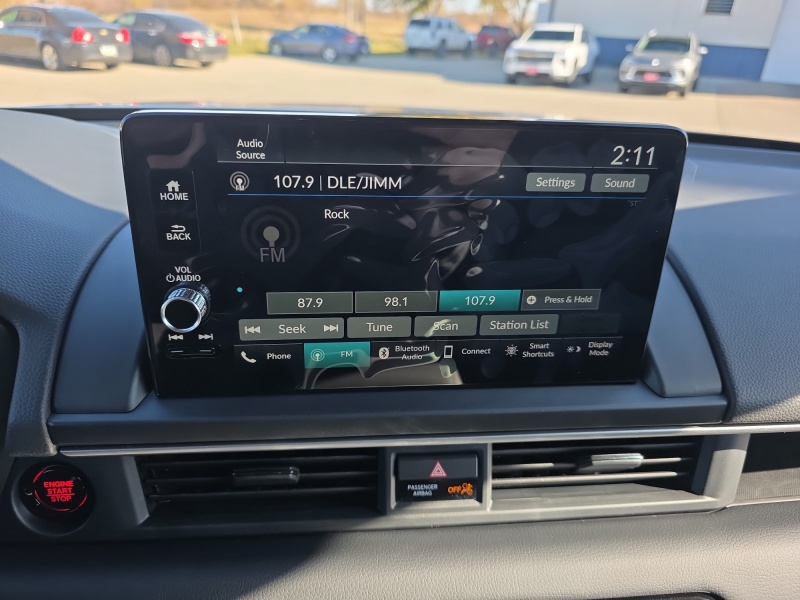 Audio
Source
2:11
107.9 | DLE/JIMM
Settings
Sound
HOME
Rock
BACK
FM
VOL
AUDIO
87.9
98.1
107.9
Press & Hold
Seek
Tune
Scan
Station List
Phone
FM
Bluetooth
Audio
Connect
Smart
Shortcuts
Display
Mode
ENGINE
START
STOP
PASSENGER
AIRBAG
OFF